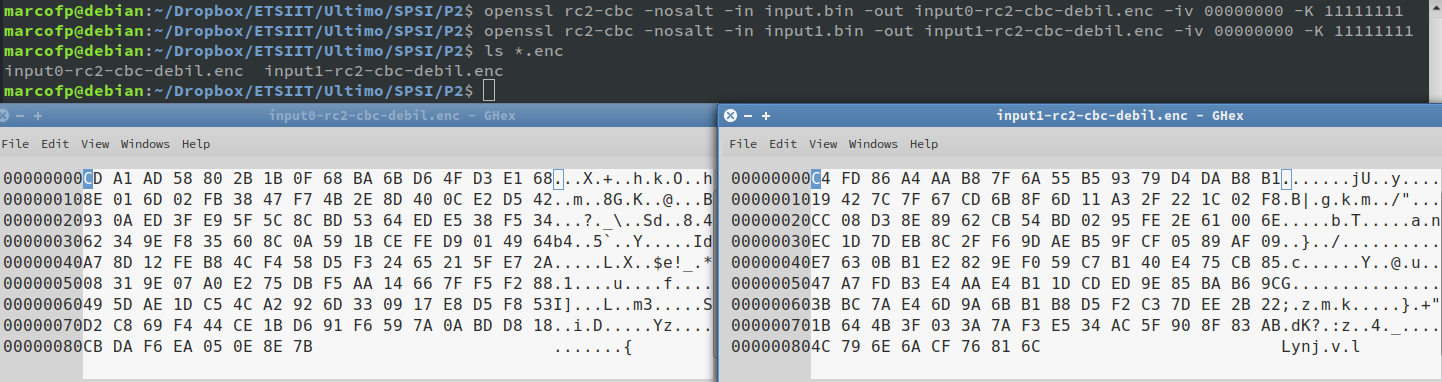 marcofp@debian:~/Dropbox/ETSIIT/Ultimo/SPSI/P2$ openssl rc2-cbc -nosalt -in input.bin -out input0-rc2-cbc-debil.enc -iv 00000000 -K 11111111
marcofp@debian:~/Dropbox/ETSIIT/Ultimo/SPSI/P2$ openssl rc2-cbc -nosalt -in input1.bin -out input1-rc2-cbc-debil.enc -iv 00000000 -K 11111111
marcofp@debian:~/Dropbox/ETSIIT/Ultimo/SPSI/P2$ ls *.enc
input0-rc2-cbc-debil.enc  input1-rc2-cbc-debil.enc
marcofp@debian:~/Dropbox/ETSIIT/Ultimo/SPSI/P2$
input0-rc2-cbc-debil.enc - GHex
File Edit View Windows Help
00000000CD A1 AD 58 80 2B 1B 0F 68 BA 6B D6 4F D3 E1 68...X.+..h.k.O..h
000000108E 01 6D 02 FB 38 47 F7 4B 2E 8D 40 0C E2 D5 42..m..8G.K..@...B
0000002093 0A ED 3F E9 5F 5C 8C BD 53 64 ED E5 38 F5 34...?._\..Sd..8.4
0000003062 34 9E F8 35 60 8C 0A 59 1B CE FE D9 01 49 64b4..5`..Y.....Id
00000040A7 8D 12 FE B8 4C F4 58 D5 F3 24 65 21 5F E7 2A.....L.X..$e!_.*
0000005008 31 9E 07 A0 E2 75 DB F5 AA 14 66 7F F5 F2 88.1....u....f....
0000006049 5D AE 1D C5 4C A2 92 6D 33 09 17 E8 D5 F8 53I]...L..m3.....S
00000070D2 C8 69 F4 44 CE 1B D6 91 F6 59 7A 0A BD D8 18..i.D.....Yz....
00000080CB DA F6 EA 05 0E 8E 7B .......{
input1-rc2-cbc-debil.enc - GHex
File Edit View Windows Help
00000000C4 FD 86 A4 AA B8 7F 6A 55 B5 93 79 D4 DA B8 B1.......jU..y....
0000001019 42 7C 7F 67 CD 6B 8F 6D 11 A3 2F 22 1C 02 F8.B|.g.k.m../"...
00000020CC 08 D3 8E 89 62 CB 54 BD 02 95 FE 2E 61 00 6E.....b.T.....a.n
00000030EC 1D 7D EB 8C 2F F6 9D AE B5 9F CF 05 89 AF 09..}../..........
00000040E7 63 0B B1 E2 82 9E F0 59 C7 B1 40 E4 75 CB 85.c......Y..@.u..
0000005047 A7 FD B3 E4 AA E4 B1 1D CD ED 9E 85 BA B6 9CG...............
000000603B BC 7A E4 6D 9A 6B B1 B8 D5 F2 C3 7D EE 2B 22;.z.m.k.....}.+"
000000701B 64 4B 3F 03 3A 7A F3 E5 34 AC 5F 90 8F 83 AB.dK?.:z..4._....
000000804C 79 6E 6A CF 76 81 6C Lynj.v.l